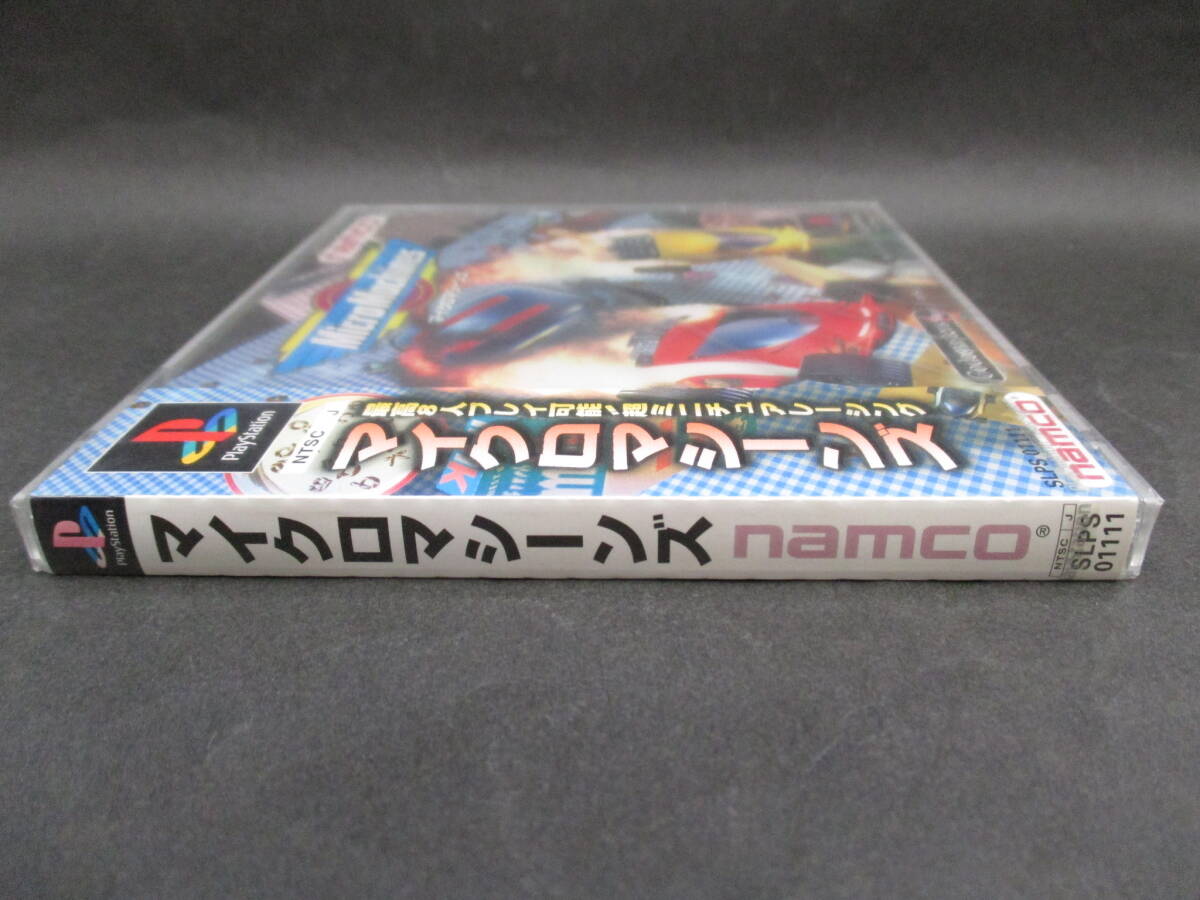 namco
Micro Machines
Codemasters
最高8人プレイ可能!超ミニチュアレーシング
マイクロマシーンズ
PlayStation
NTSC J
namco
SLPS 01111
PlayStation
マイクロマシーンズ
namco®
NTSC J
SLPS
01111